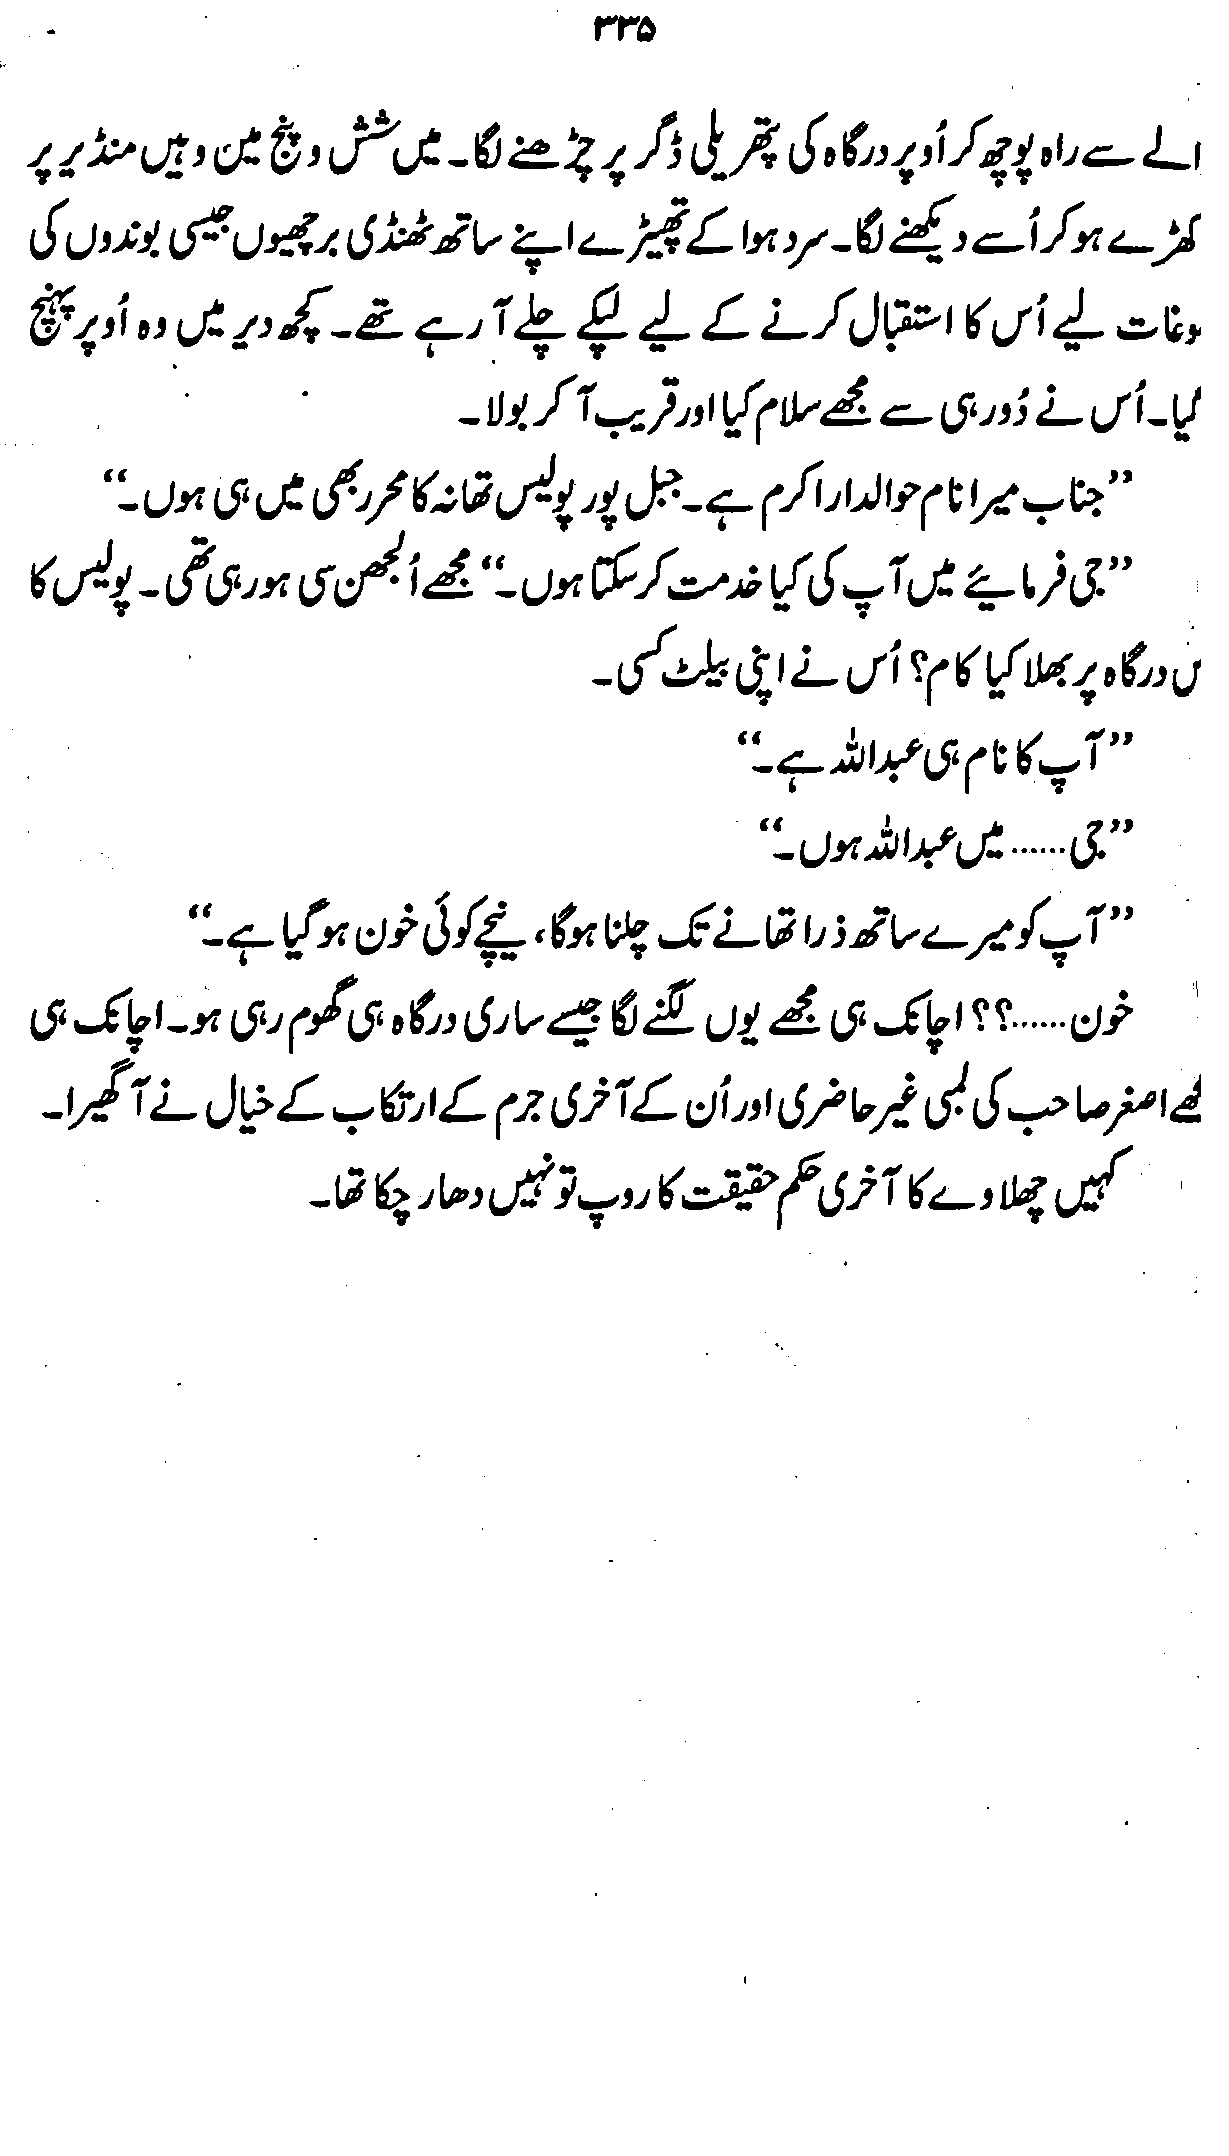 ۳۳۵
الے سے راہ پوچھ کر اُوپر درگاہ کی پتھریلی ڈگر پر چڑھنے لگا۔ میں شش و پنج مین وہیں منڈیر پر
کھڑے ہو کر اُسے دیکھنے لگا۔ سرد ہوا کے تھپیڑے اپنے ساتھ ٹھنڈی برچھیوں جیسی بوندوں کی
وغات لیے اُس کا استقبال کرنے کے لیے لپکے چلے آ رہے تھے۔ کچھ دیر میں وہ اُوپر پہنچ
گیا۔ اُس نے دُور ہی سے مجھے سلام کیا اور قریب آ کر بولا۔
”جناب میرا نام حوالدار اکرم ہے۔ جبل پور پولیس تھانہ کا محرر بھی میں ہی ہوں۔“
”جی فرمایئے میں آپ کی کیا خدمت کر سکتا ہوں۔“ مجھے اُلجھن سی ہو رہی تھی۔ پولیس کا
س درگاہ پر بھلا کیا کام؟ اُس نے اپنی بیلٹ کسی۔
”آپ کا نام ہی عبداللہ ہے۔“
”جی...... میں عبداللہ ہوں۔“
”آپ کو میرے ساتھ ذرا تھانے تک چلنا ہوگا، نیچے کوئی خون ہو گیا ہے۔“
خون......؟؟ اچانک ہی مجھے یوں لگنے لگا جیسے ساری درگاہ ہی گھوم رہی ہو۔ اچانک ہی
جھے اصغر صاحب کی لمبی غیر حاضری اور اُن کے آخری جرم کے ارتکاب کے خیال نے آ گھیرا۔
کہیں چھلاوے کا آخری حکم حقیقت کا روپ تو نہیں دھار چکا تھا۔